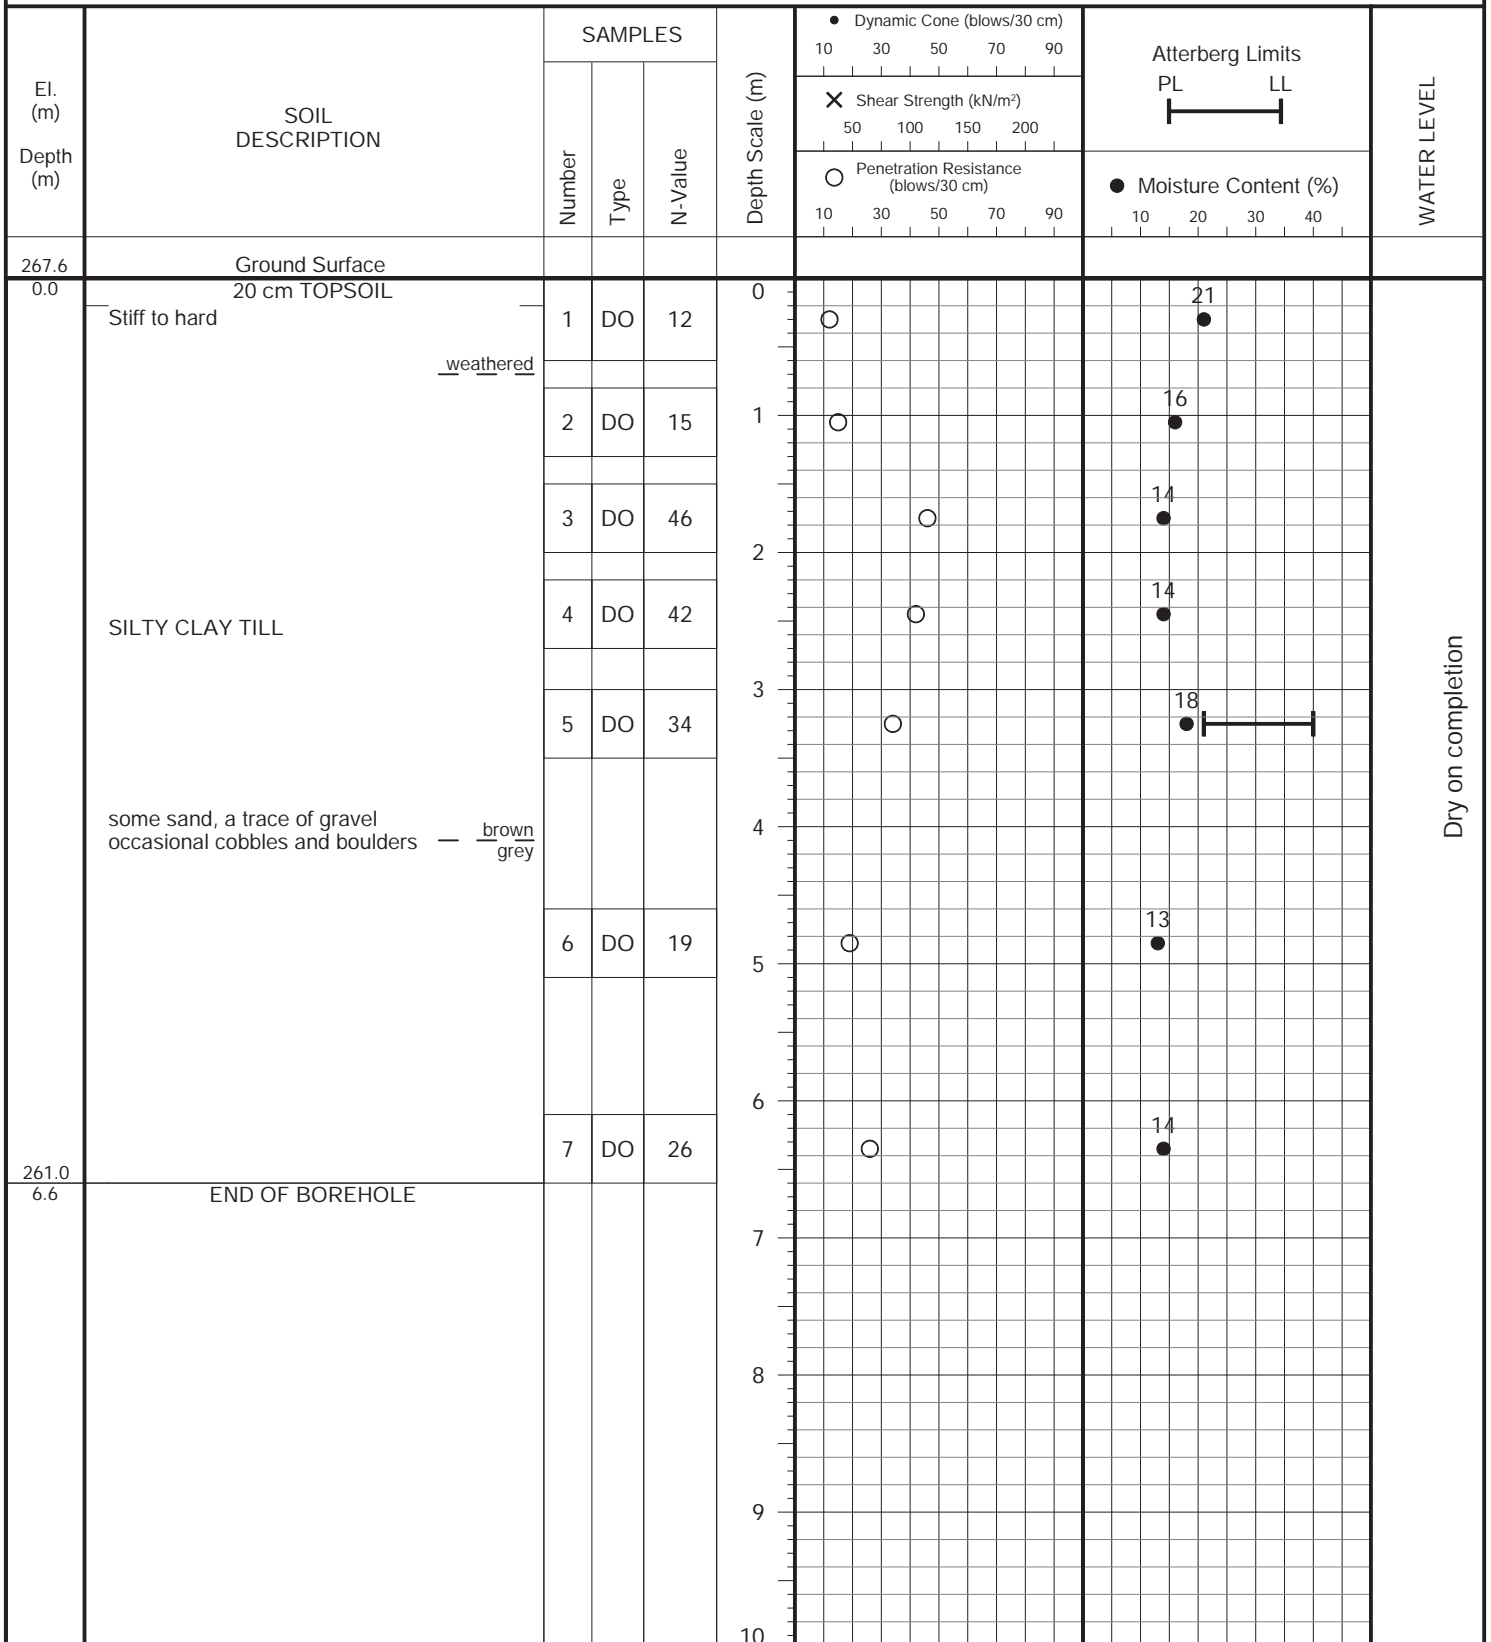 El.
(m)
Depth
(m)
SOIL
DESCRIPTION
SAMPLES
Number
Type
N-Value
Depth Scale (m)
Dynamic Cone (blows/30 cm)
10 30 50 70 90
Shear Strength (kN/m²)
50 100 150 200
Penetration Resistance
(blows/30 cm)
10 30 50 70 90
Atterberg Limits
PL LL
Moisture Content (%)
10 20 30 40
WATER LEVEL
267.6 Ground Surface
0.0 20 cm TOPSOIL 0
21
Stiff to hard 1 DO 12
weathered
16
2 DO 15 1
14
3 DO 46
2
14
4 DO 42
SILTY CLAY TILL
3
18
5 DO 34
Dry on completion
some sand, a trace of gravel
occasional cobbles and boulders
brown
grey
4
13
6 DO 19
5
6
14
7 DO 26
261.0
6.6 END OF BOREHOLE
7
8
9
10